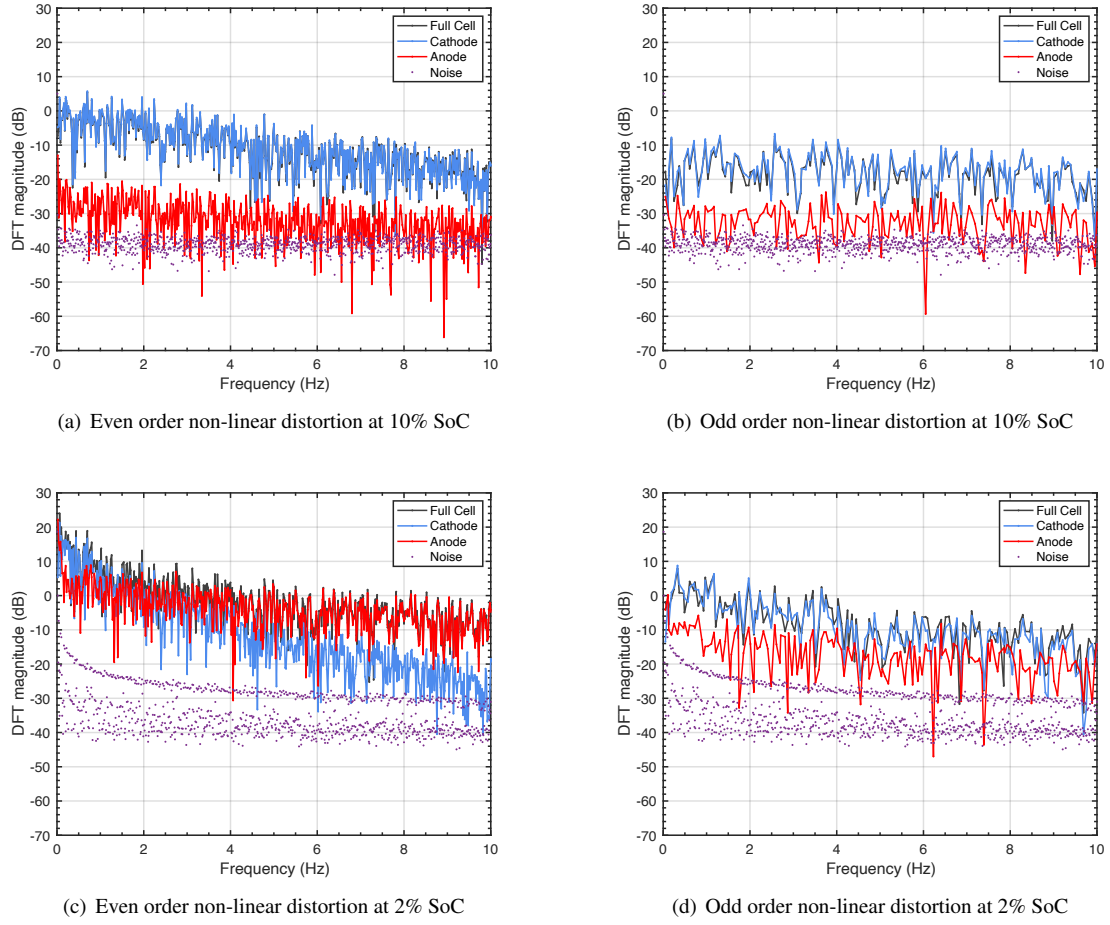 30
20
10
0
-10
-20
-30
-40
-50
-60
-70
DFT magnitude (dB)
Full Cell
Cathode
Anode
Noise
0 2 4 6 8 10
Frequency (Hz)
(a) Even order non-linear distortion at 10% SoC
30
20
10
0
-10
-20
-30
-40
-50
-60
-70
DFT magnitude (dB)
Full Cell
Cathode
Anode
Noise
0 2 4 6 8 10
Frequency (Hz)
(b) Odd order non-linear distortion at 10% SoC
30
20
10
0
-10
-20
-30
-40
-50
-60
-70
DFT magnitude (dB)
Full Cell
Cathode
Anode
Noise
0 2 4 6 8 10
Frequency (Hz)
(c) Even order non-linear distortion at 2% SoC
30
20
10
0
-10
-20
-30
-40
-50
-60
-70
DFT magnitude (dB)
Full Cell
Cathode
Anode
Noise
0 2 4 6 8 10
Frequency (Hz)
(d) Odd order non-linear distortion at 2% SoC